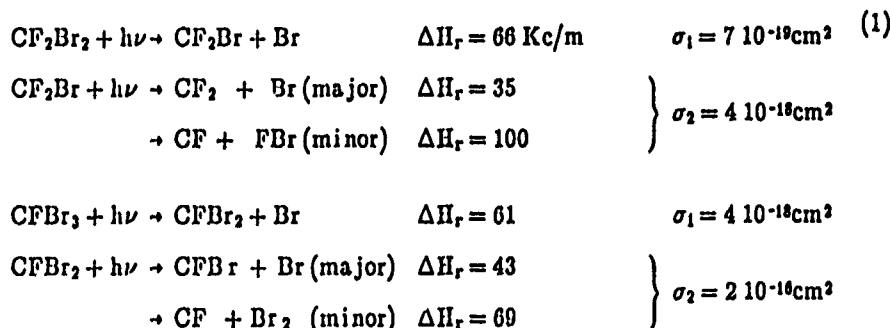 CF₂Br₂ + hν → CF₂Br + Br ΔHᵣ = 66 Kc/m σ₁ = 7 10⁻¹⁹cm² (1)
CF₂Br + hν → CF₂ + Br (major) ΔHᵣ = 35
→ CF + FBr (minor) ΔHᵣ = 100 } σ₂ = 4 10⁻¹⁸cm²
CFBr₃ + hν → CFBr₂ + Br ΔHᵣ = 61 σ₁ = 4 10⁻¹⁸cm²
CFBr₂ + hν → CFBr + Br (major) ΔHᵣ = 43
→ CF + Br₂ (minor) ΔHᵣ = 69 } σ₂ = 2 10⁻¹⁶cm²